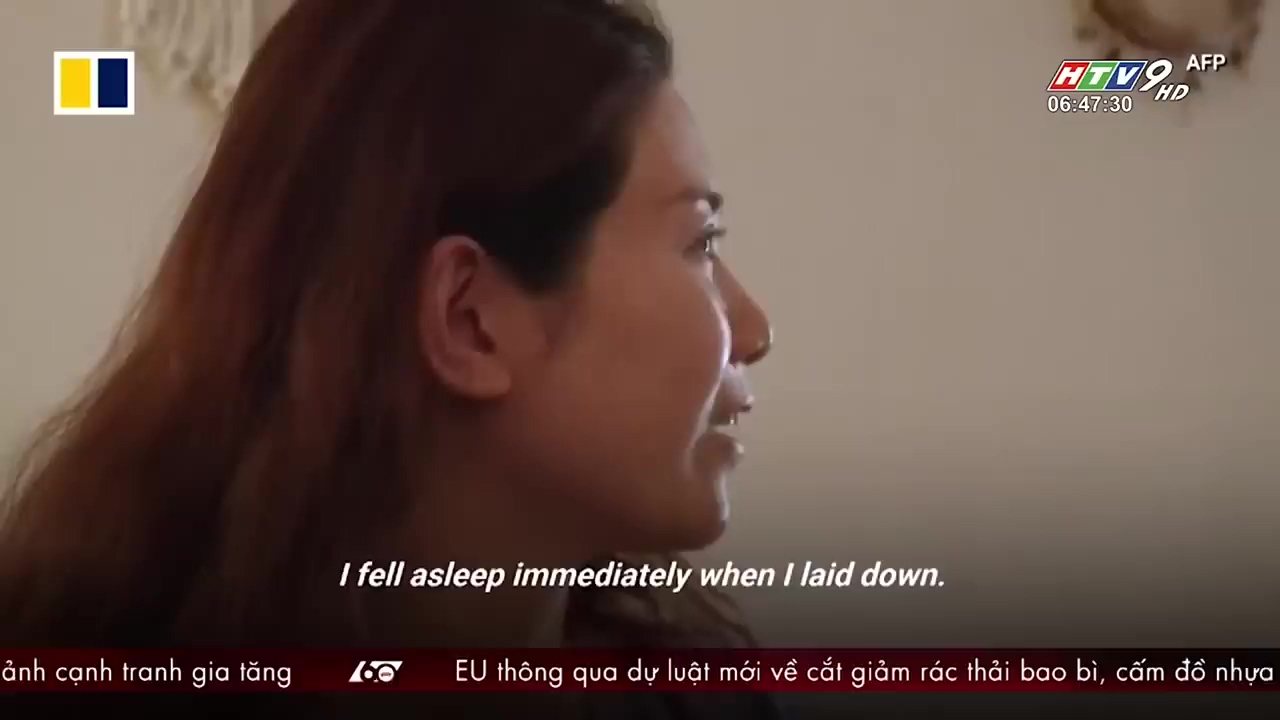 HTV9 HD
AFP
06:47:30
I fell asleep immediately when I laid down.
ảnh cạnh tranh gia tăng
60
EU thông qua dự luật mới về cắt giảm rác thải bao bì, cấm đồ nhựa